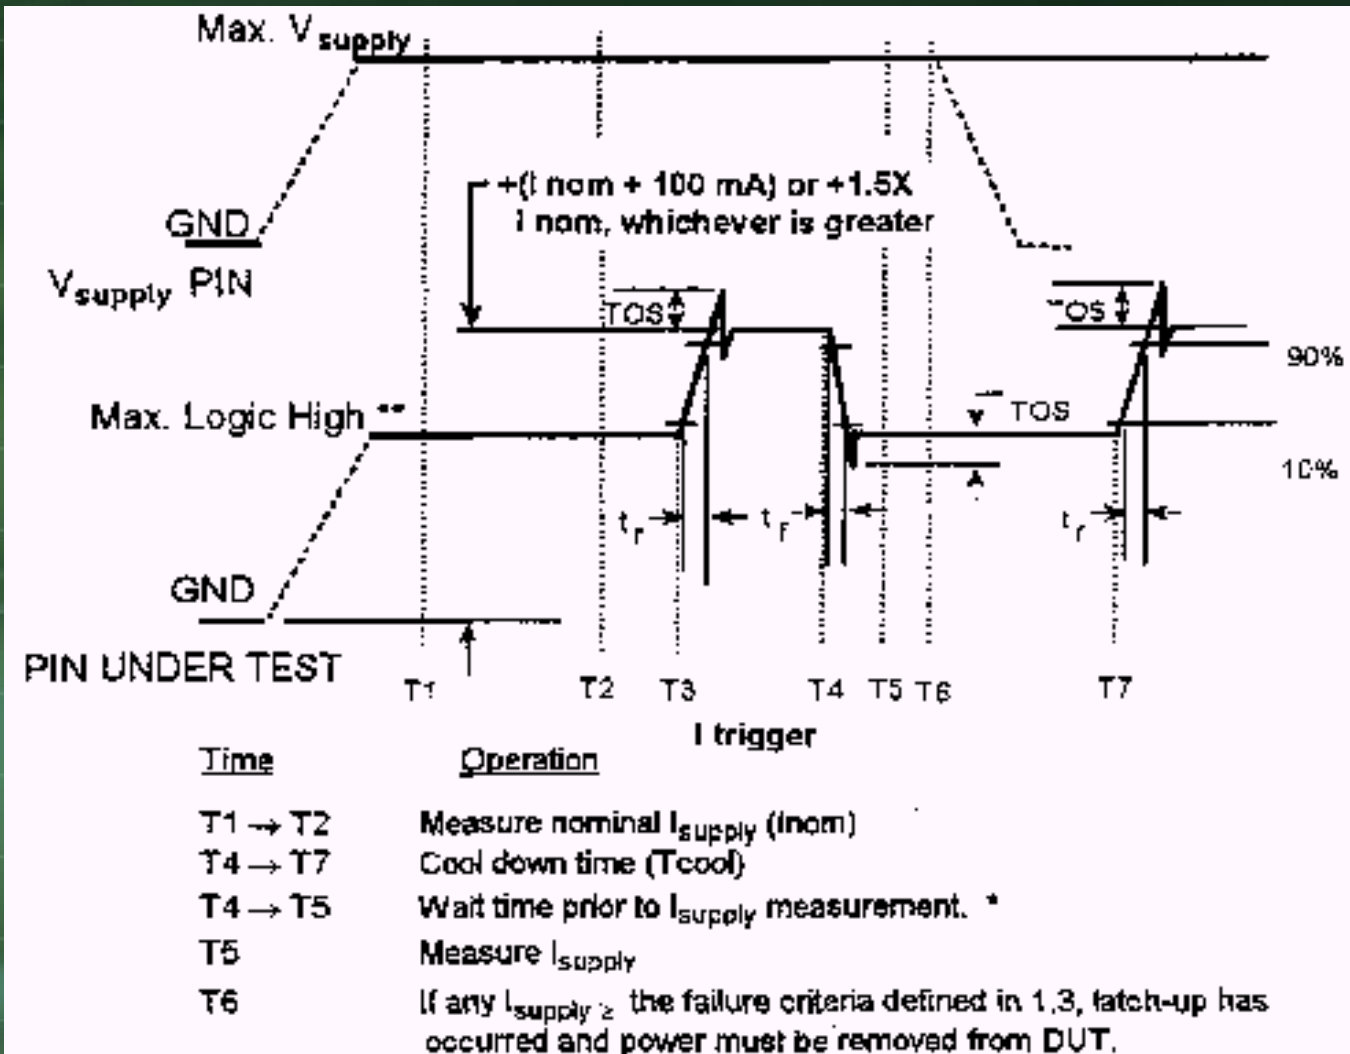 Max. Vsupply
+(I nom + 100 mA) or +1.5X
I nom, whichever is greater
GND
Vsupply PIN
TOS
TOS
90%
Max. Logic High **
TOS
10%
tr
tf
tr
GND
PIN UNDER TEST
T1
T2
T3
T4
T5
T6
T7
I trigger
Time Operation
T1 → T2 Measure nominal Isupply (Inom)
T4 → T7 Cool down time (Tcool)
T4 → T5 Wait time prior to Isupply measurement. *
T5 Measure Isupply
T6 If any Isupply ≥ the failure criteria defined in 1.3, latch-up has
occurred and power must be removed from DUT.